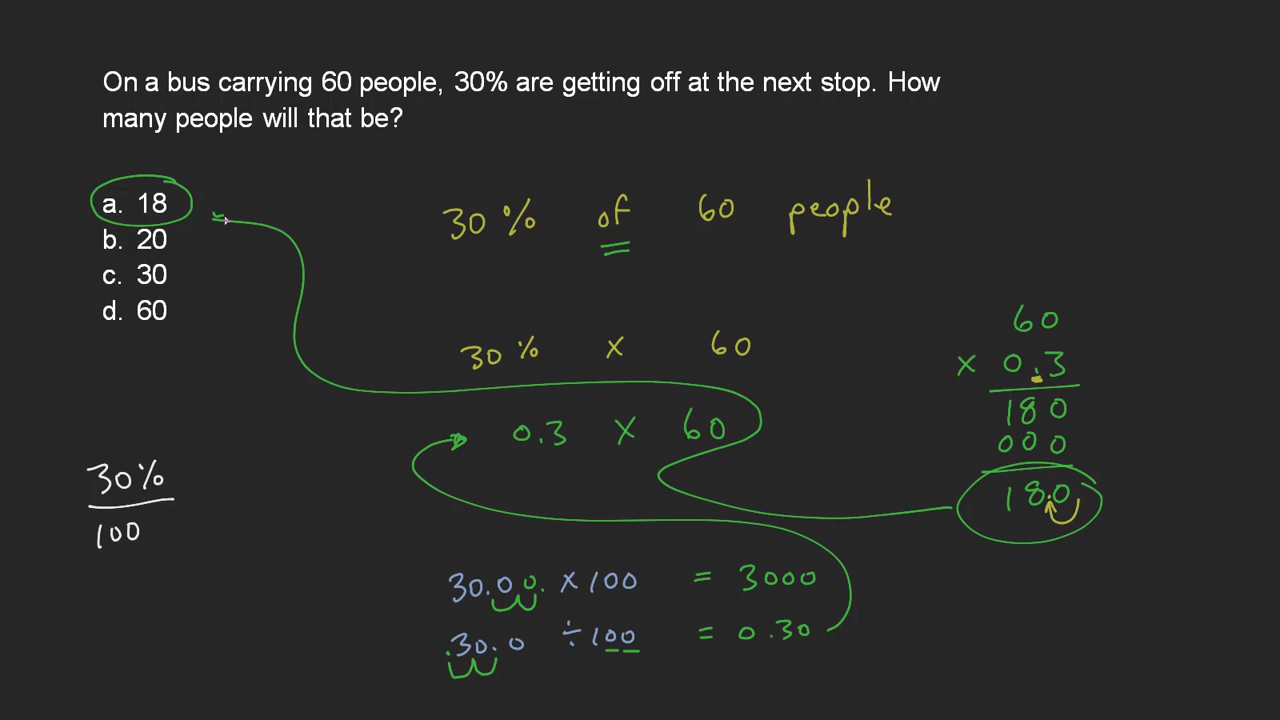 On a bus carrying 60 people, 30% are getting off at the next stop. How
many people will that be?
a. 18
b. 20
c. 30
d. 60
30% of 60 people
30% x 60
0.3 x 60
60
x 0.3
180
000
18.0
30%
100
30.00. x100 = 3000
.30.0 ÷100 = 0.30